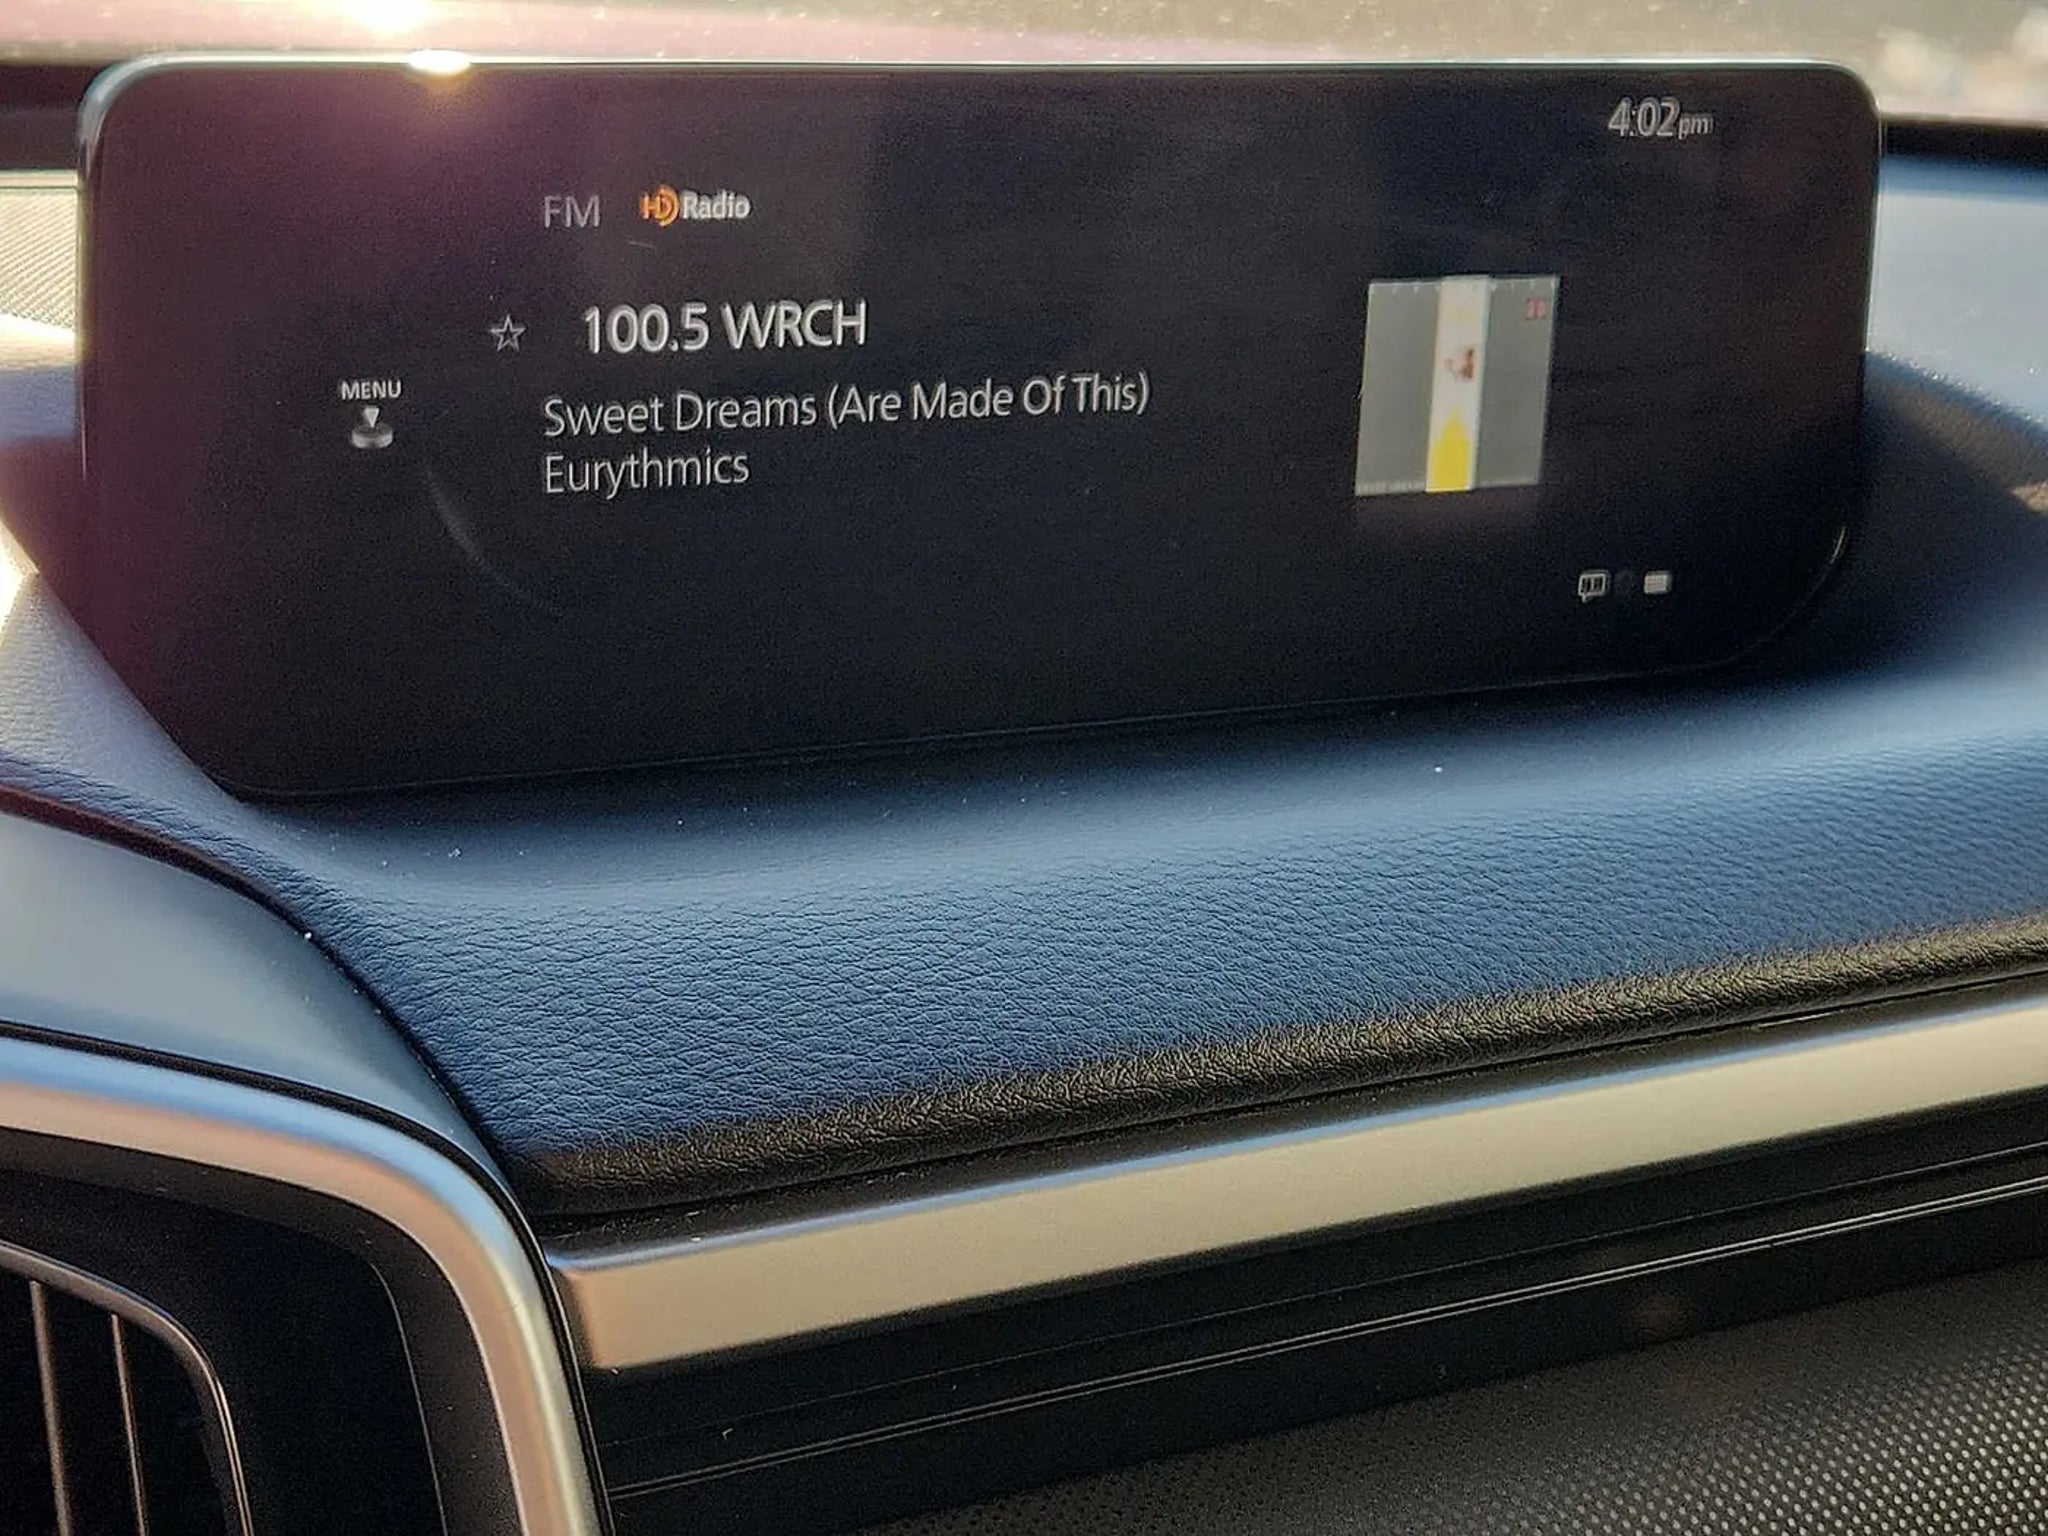 4:02pm
FM HD Radio
100.5 WRCH
MENU
Sweet Dreams (Are Made Of This)
Eurythmics